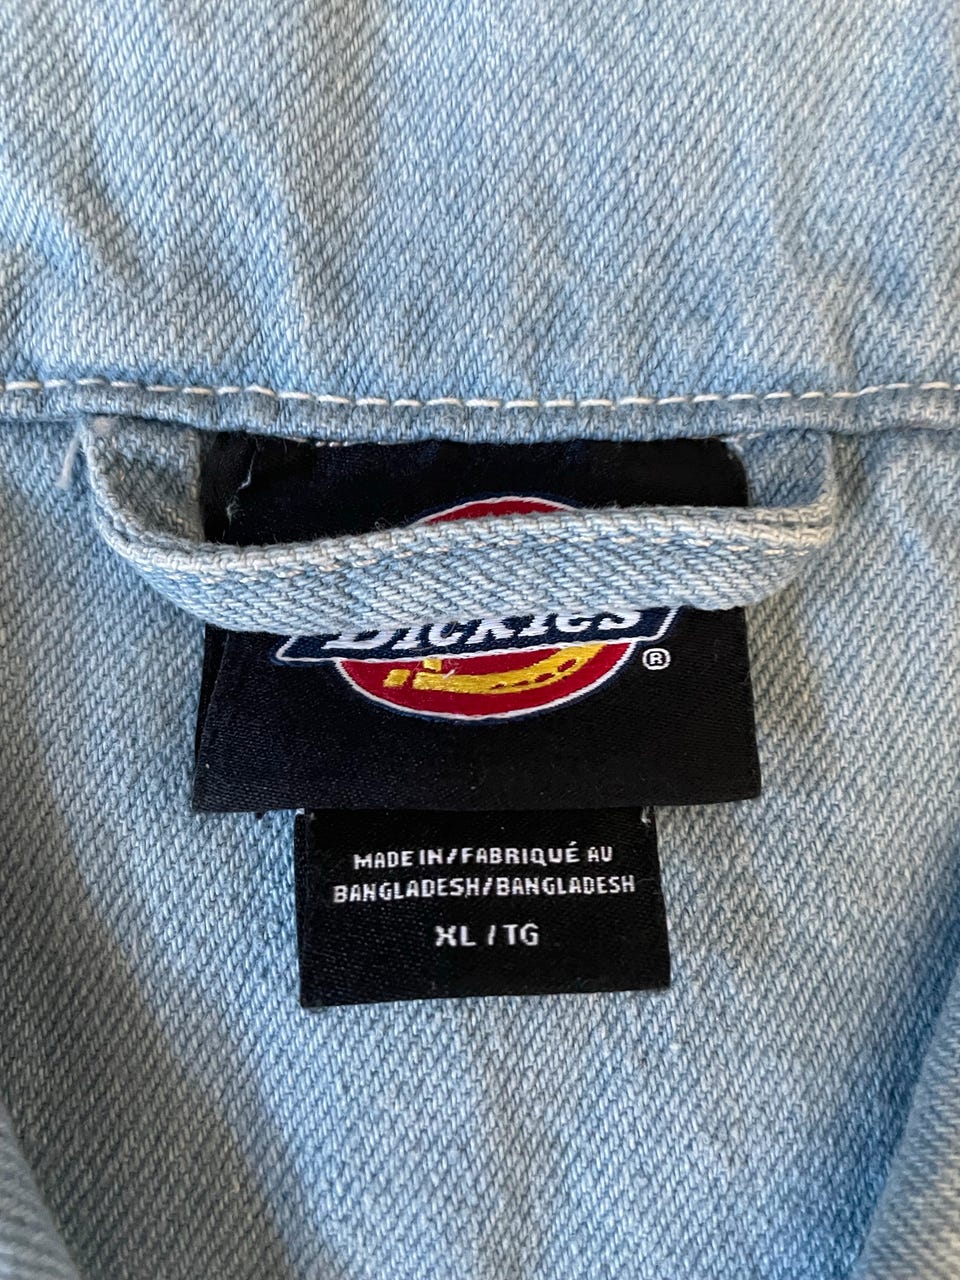 DICKIES
®
MADE IN/FABRIQUÉ AU
BANGLADESH/BANGLADESH
XL / TG